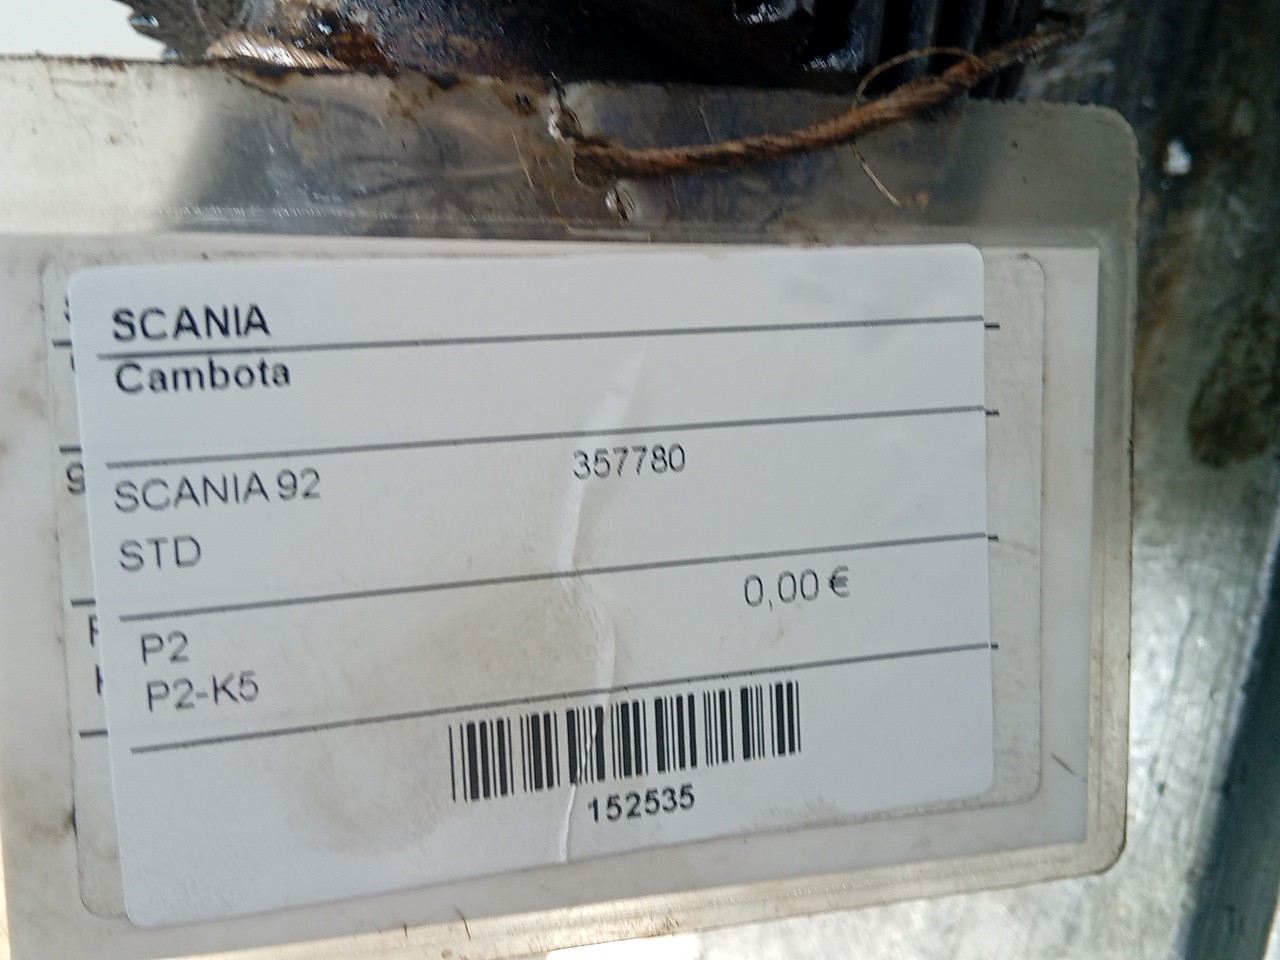 SCANIA
Cambota
SCANIA 92
357780
STD
0,00 €
P2
P2-K5
152535